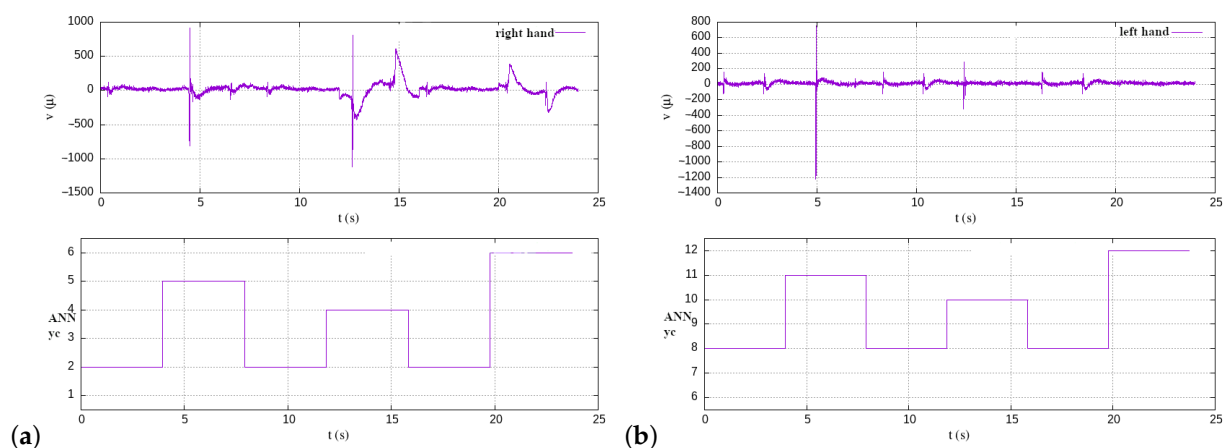 1000
500
0
−500
−1000
−1500
v (μ)
right hand
0 5 10 15 20 25
t (s)
6
5
4
3
2
1
ANN
yc
0 5 10 15 20 25
t (s)
(a)
800
600
400
200
0
−200
−400
−600
−800
−1000
−1200
−1400
v (μ)
left hand
0 5 10 15 20 25
t (s)
12
11
10
9
8
7
6
ANN
yc
0 5 10 15 20 25
t (s)
(b)